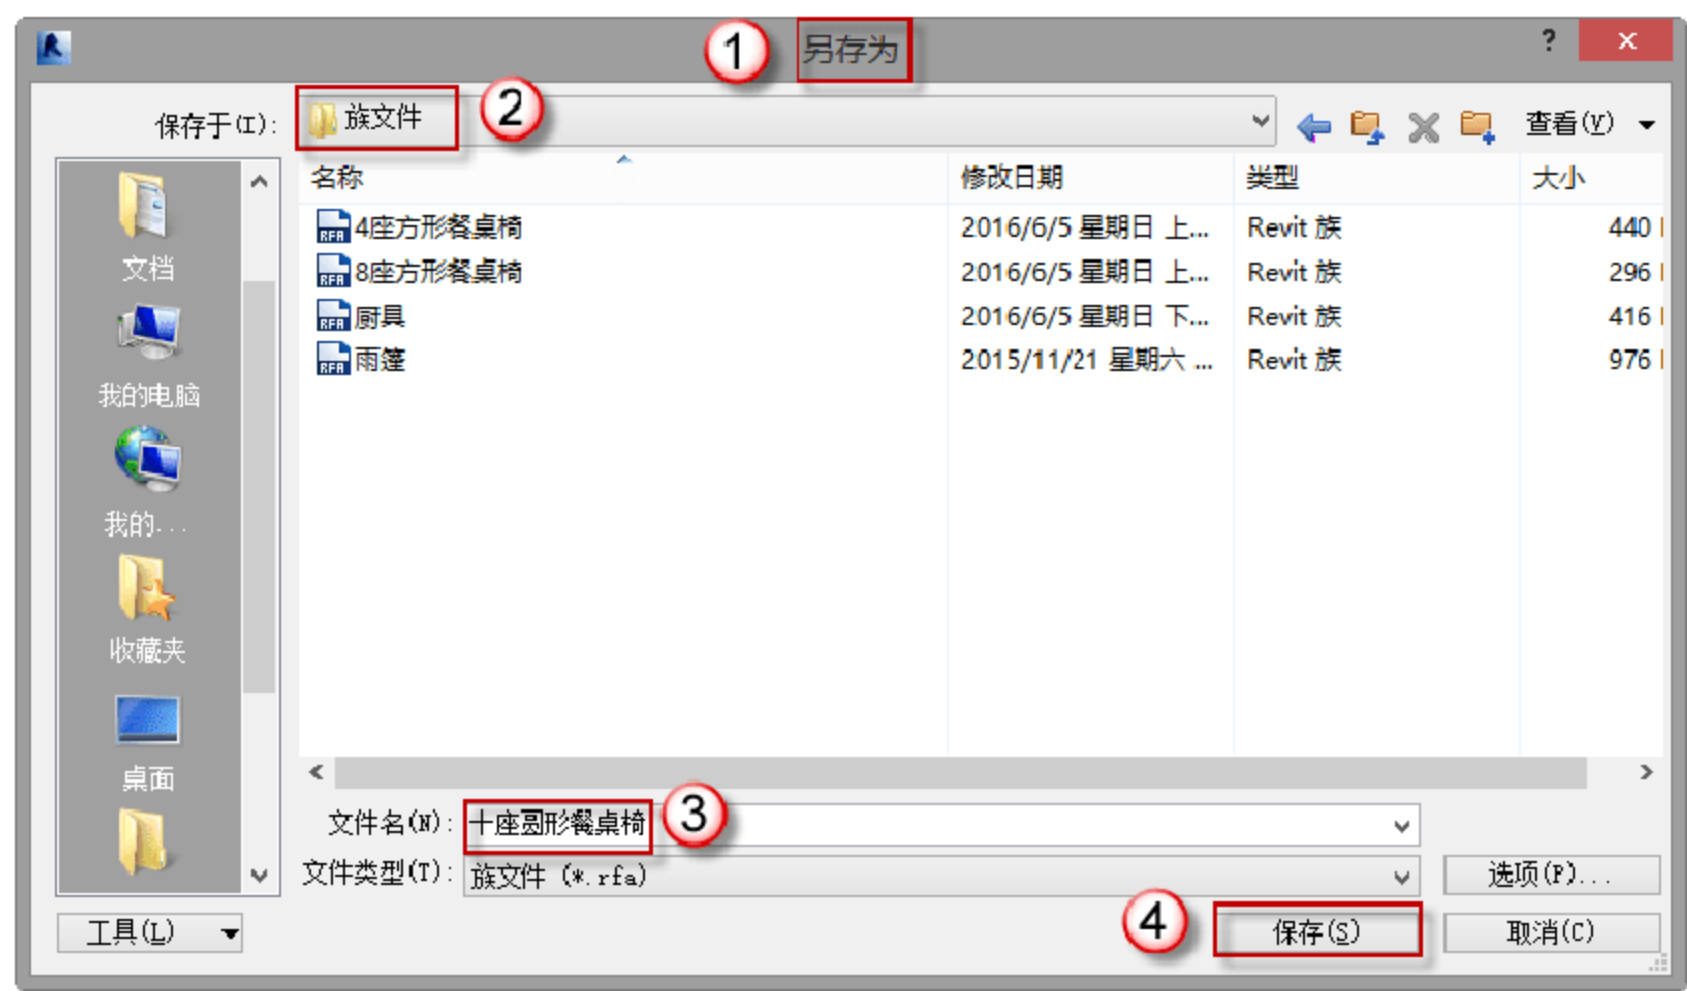 ① 另存为
? x
保存于(I): 族文件 ② 查看(V)
名称 修改日期 类型 大小
RFA 4座方形餐桌椅 2016/6/5 星期日 上... Revit 族 440
RFA 8座方形餐桌椅 2016/6/5 星期日 上... Revit 族 296
RFA 厨具 2016/6/5 星期日 下... Revit 族 416
RFA 雨篷 2015/11/21 星期六 ... Revit 族 976
文档
我的电脑
我的...
收藏夹
桌面
文件名(N): 十座圆形餐桌椅 ③
文件类型(T): 族文件 (*.rfa) 选项(P)...
工具(L) ④ 保存(S) 取消(C)